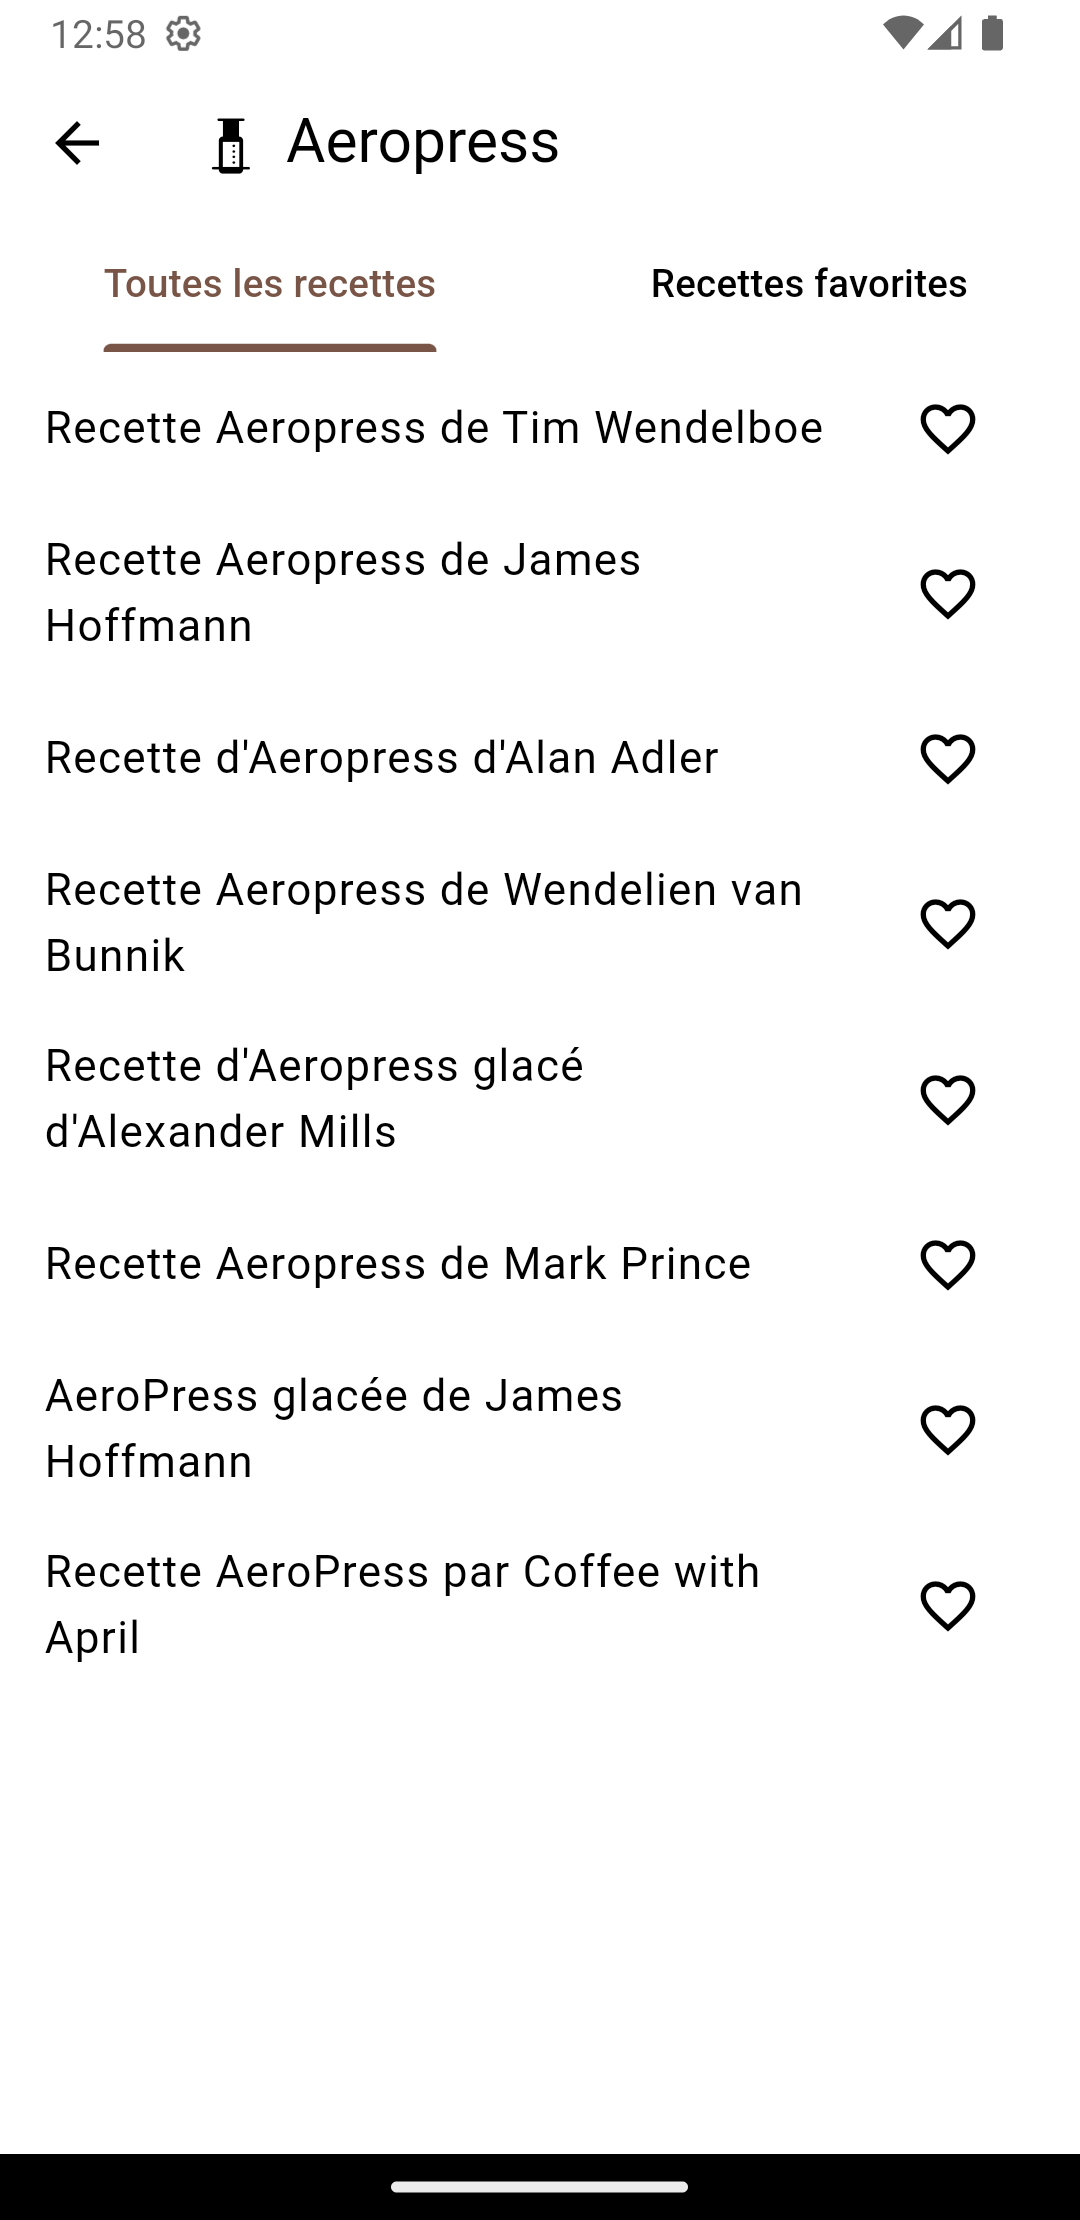 12:58
Aeropress
Toutes les recettes
Recettes favorites
Recette Aeropress de Tim Wendelboe
Recette Aeropress de James
Hoffmann
Recette d'Aeropress d'Alan Adler
Recette Aeropress de Wendelien van
Bunnik
Recette d'Aeropress glacé
d'Alexander Mills
Recette Aeropress de Mark Prince
AeroPress glacée de James
Hoffmann
Recette AeroPress par Coffee with
April